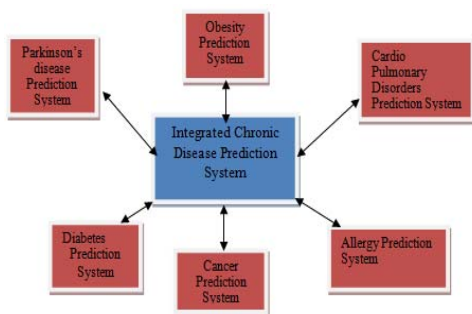 Obesity
Prediction
System
Parkinson's
disease
Prediction
System
Cardio
Pulmonary
Disorders
Prediction System
Integrated Chronic
Disease Prediction
System
Diabetes
Prediction
System
Cancer
Prediction
System
Allergy Prediction
System